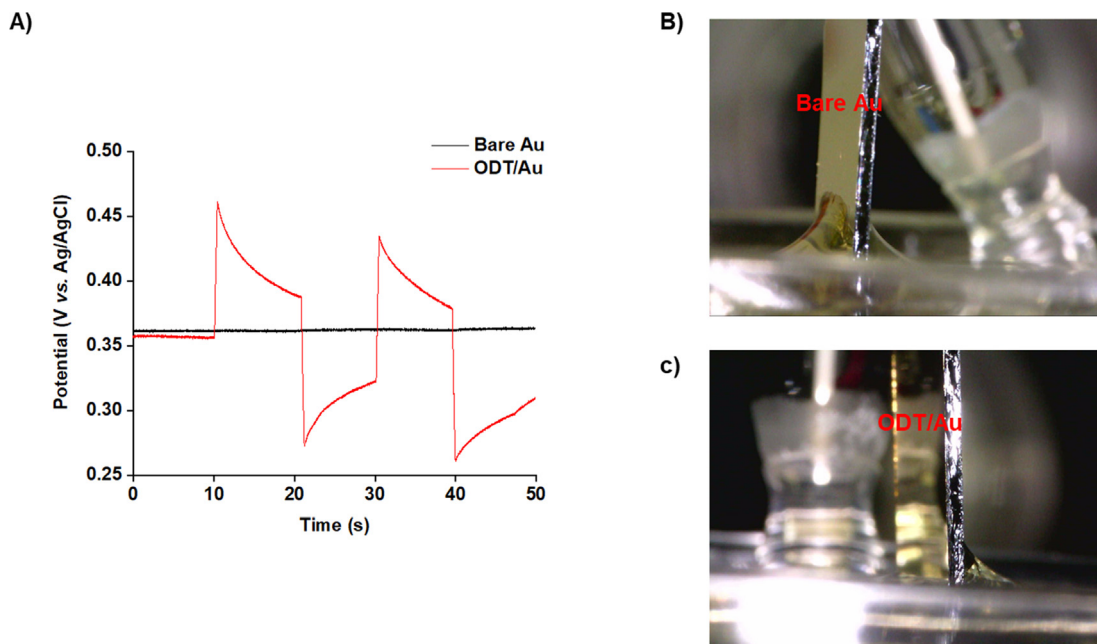 A)
Bare Au
ODT/Au
0.50
0.45
0.40
0.35
0.30
0.25
Potential (V vs. Ag/AgCl)
0
10
20
30
40
50
Time (s)
B)
Bare Au
c)
ODT/Au